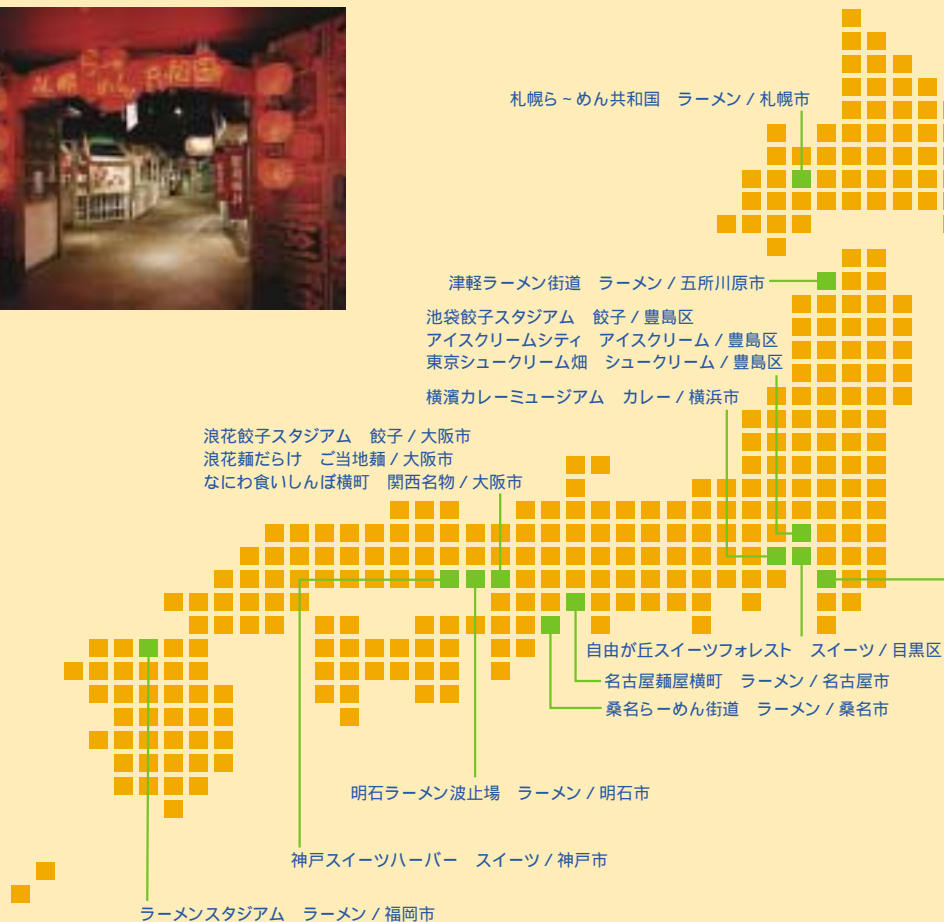 札幌ら～めん共和国
札幌ら～めん共和国　ラーメン / 札幌市
津軽ラーメン街道　ラーメン / 五所川原市
池袋餃子スタジアム　餃子 / 豊島区
アイスクリームシティ　アイスクリーム / 豊島区
東京シュークリーム畑　シュークリーム / 豊島区
横濱カレーミュージアム　カレー / 横浜市
浪花餃子スタジアム　餃子 / 大阪市
浪花麺だらけ　ご当地麺 / 大阪市
なにわ食いしんぼ横町　関西名物 / 大阪市
自由が丘スイーツフォレスト　スイーツ / 目黒区
名古屋麺屋横町　ラーメン / 名古屋市
桑名らーめん街道　ラーメン / 桑名市
明石ラーメン波止場　ラーメン / 明石市
神戸スイーツハーバー　スイーツ / 神戸市
ラーメンスタジアム　ラーメン / 福岡市